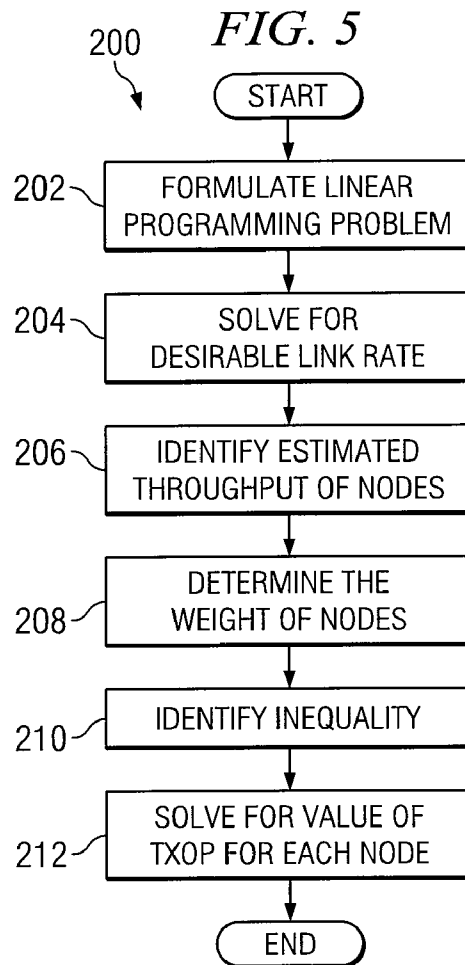 FIG. 5
200
START
202
FORMULATE LINEAR
PROGRAMMING PROBLEM
204
SOLVE FOR
DESIRABLE LINK RATE
206
IDENTIFY ESTIMATED
THROUGHPUT OF NODES
208
DETERMINE THE
WEIGHT OF NODES
210
IDENTIFY INEQUALITY
212
SOLVE FOR VALUE OF
TXOP FOR EACH NODE
END